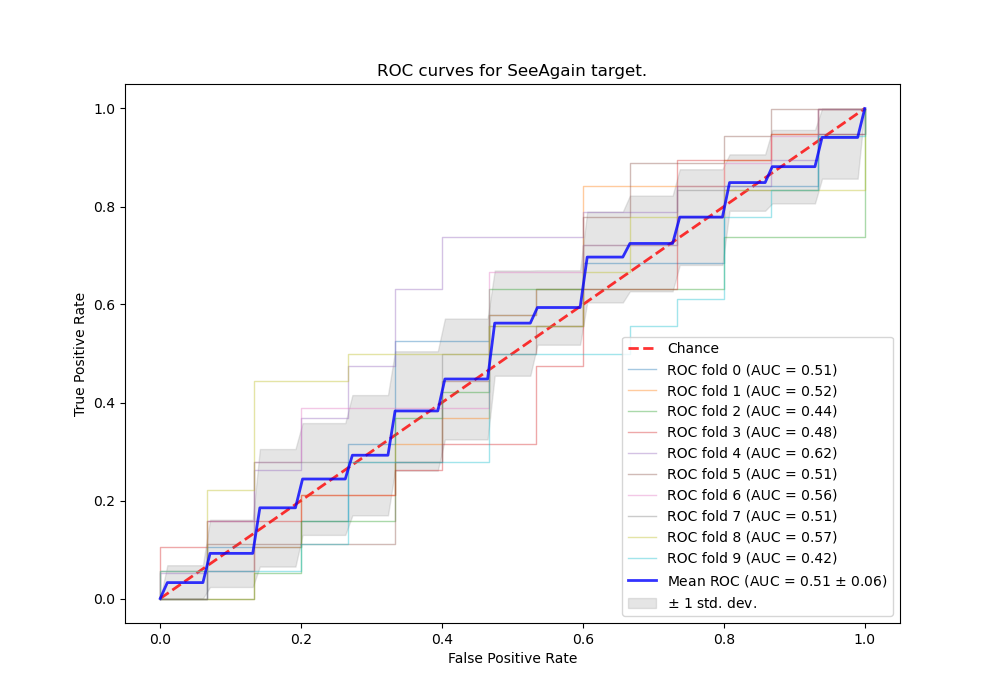 ROC curves for SeeAgain target.
True Positive Rate
1.0
0.8
0.6
0.4
0.2
0.0
0.0 0.2 0.4 0.6 0.8 1.0
False Positive Rate
Chance
ROC fold 0 (AUC = 0.51)
ROC fold 1 (AUC = 0.52)
ROC fold 2 (AUC = 0.44)
ROC fold 3 (AUC = 0.48)
ROC fold 4 (AUC = 0.62)
ROC fold 5 (AUC = 0.51)
ROC fold 6 (AUC = 0.56)
ROC fold 7 (AUC = 0.51)
ROC fold 8 (AUC = 0.57)
ROC fold 9 (AUC = 0.42)
Mean ROC (AUC = 0.51 ± 0.06)
± 1 std. dev.